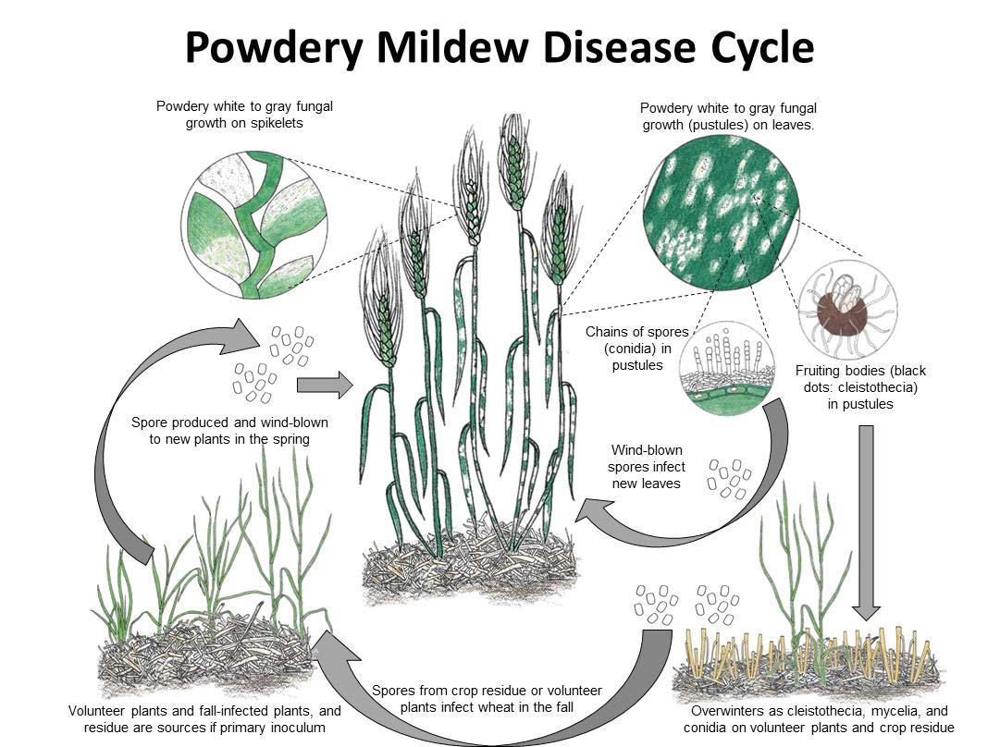 Powdery Mildew Disease Cycle
Powdery white to gray fungal
growth on spikelets
Powdery white to gray fungal
growth (pustules) on leaves.
Chains of spores
(conidia) in
pustules
Fruiting bodies (black
dots: cleistothecia)
in pustules
Spore produced and wind-blown
to new plants in the spring
Wind-blown
spores infect
new leaves
Spores from crop residue or volunteer
plants infect wheat in the fall
Volunteer plants and fall-infected plants, and
residue are sources if primary inoculum
Overwinters as cleistothecia, mycelia, and
conidia on volunteer plants and crop residue